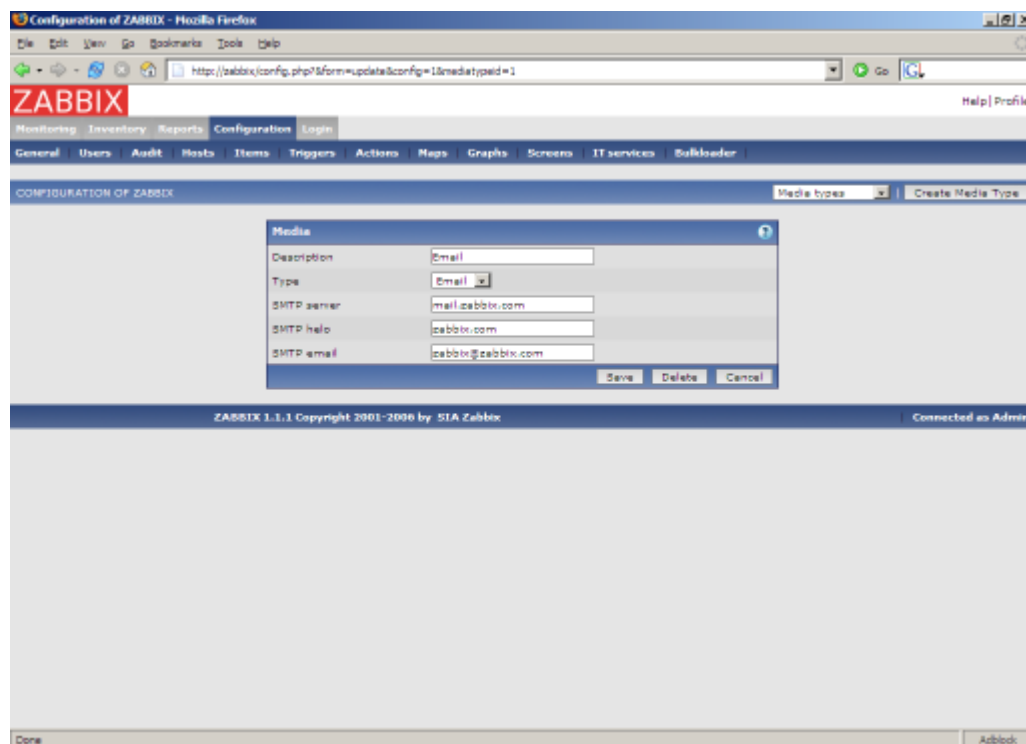 Configuration of ZABBIX - Mozilla Firefox
File Edit View Go Bookmarks Tools Help
http://zabbix/config.php?&form=update&config=1&mediatypeid=1 Go
ZABBIX
Help | Profile
Monitoring Inventory Reports Configuration Login
General Users Audit Hosts Items Triggers Actions Maps Graphs Screens IT services Bulkloader
CONFIGURATION OF ZABBIX Media types | Create Media Type
Media
Description Email
Type Email
SMTP server mail.zabbix.com
SMTP helo zabbix.com
SMTP email zabbix@zabbix.com
Save Delete Cancel
ZABBIX 1.1.1 Copyright 2001-2006 by SIA Zabbix Connected as Admin
Done Adblock